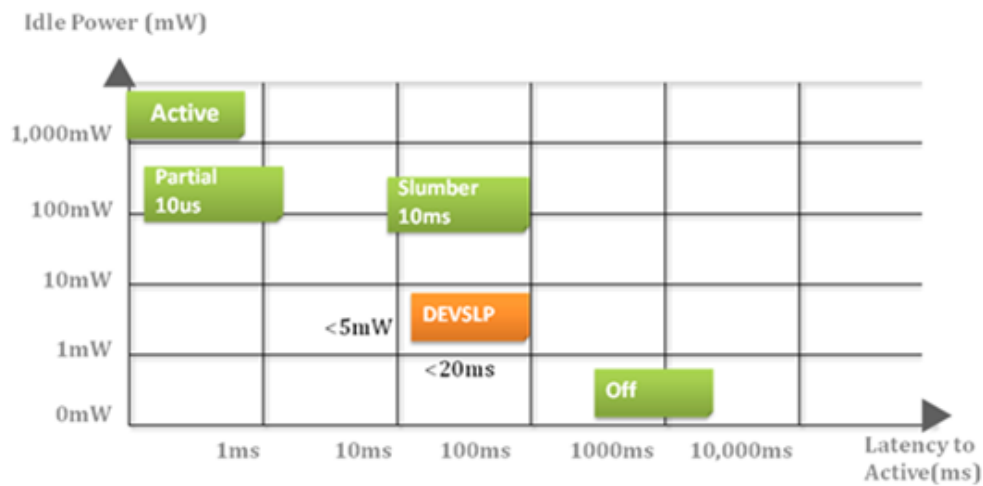 Idle Power (mW)
Active
1,000mW
Partial
10us
Slumber
10ms
100mW
10mW
DEVSLP
<5mW
1mW
<20ms
Off
0mW
1ms
10ms
100ms
1000ms
10,000ms
Latency to
Active(ms)